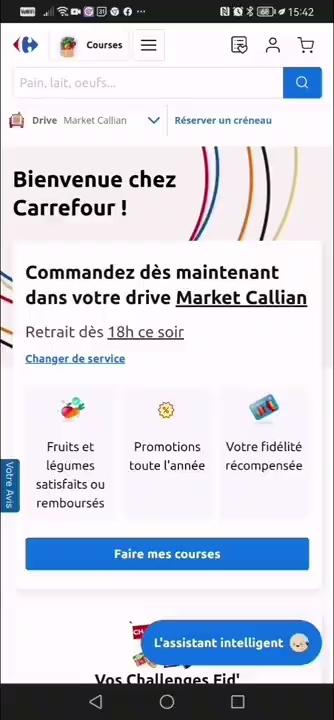 15:42
Courses
Pain, lait, oeufs...
Drive Market Callian
Réserver un créneau
Bienvenue chez
Carrefour !
Commandez dès maintenant
dans votre drive Market Callian
Retrait dès 18h ce soir
Changer de service
Fruits et
légumes
satisfaits ou
remboursés
Promotions
toute l'année
Votre fidélité
récompensée
Votre Avis
Faire mes courses
L'assistant intelligent
Vos Challenges Fid'